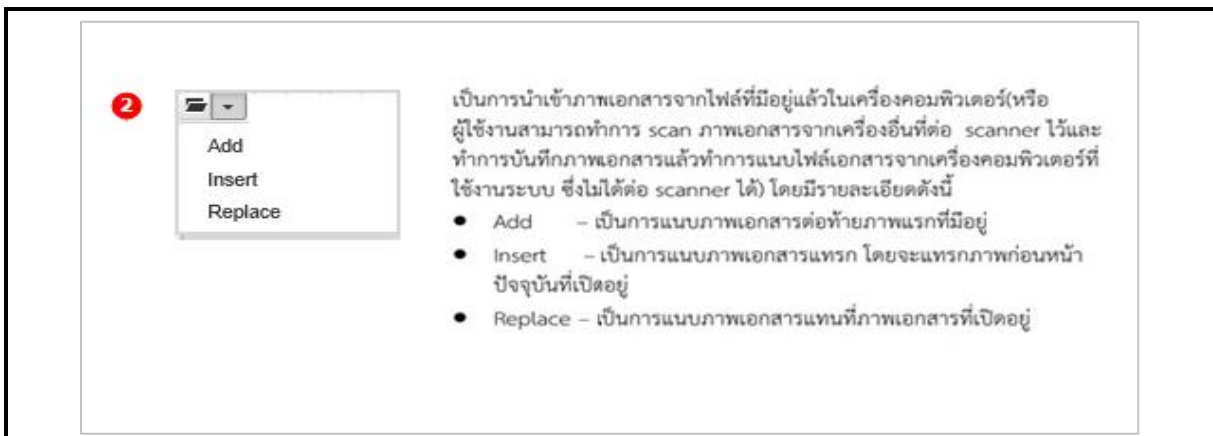 2
Add
Insert
Replace
เป็นการนำเข้าภาพเอกสารจากไฟล์ที่มีอยู่แล้วในเครื่องคอมพิวเตอร์(หรือ
ผู้ใช้งานสามารถทำการ scan ภาพเอกสารจากเครื่องอื่นที่ต่อ scanner ไว้และ
ทำการบันทึกภาพเอกสารแล้วทำการแนบไฟล์เอกสารจากเครื่องคอมพิวเตอร์ที่
ใช้งานระบบ ซึ่งไม่ได้ต่อ scanner ได้) โดยมีรายละเอียดดังนี้
● Add – เป็นการแนบภาพเอกสารต่อท้ายภาพแรกที่มีอยู่
● Insert – เป็นการแนบภาพเอกสารแทรก โดยจะแทรกภาพก่อนหน้า
ปัจจุบันที่เปิดอยู่
● Replace – เป็นการแนบภาพเอกสารแทนที่ภาพเอกสารที่เปิดอยู่